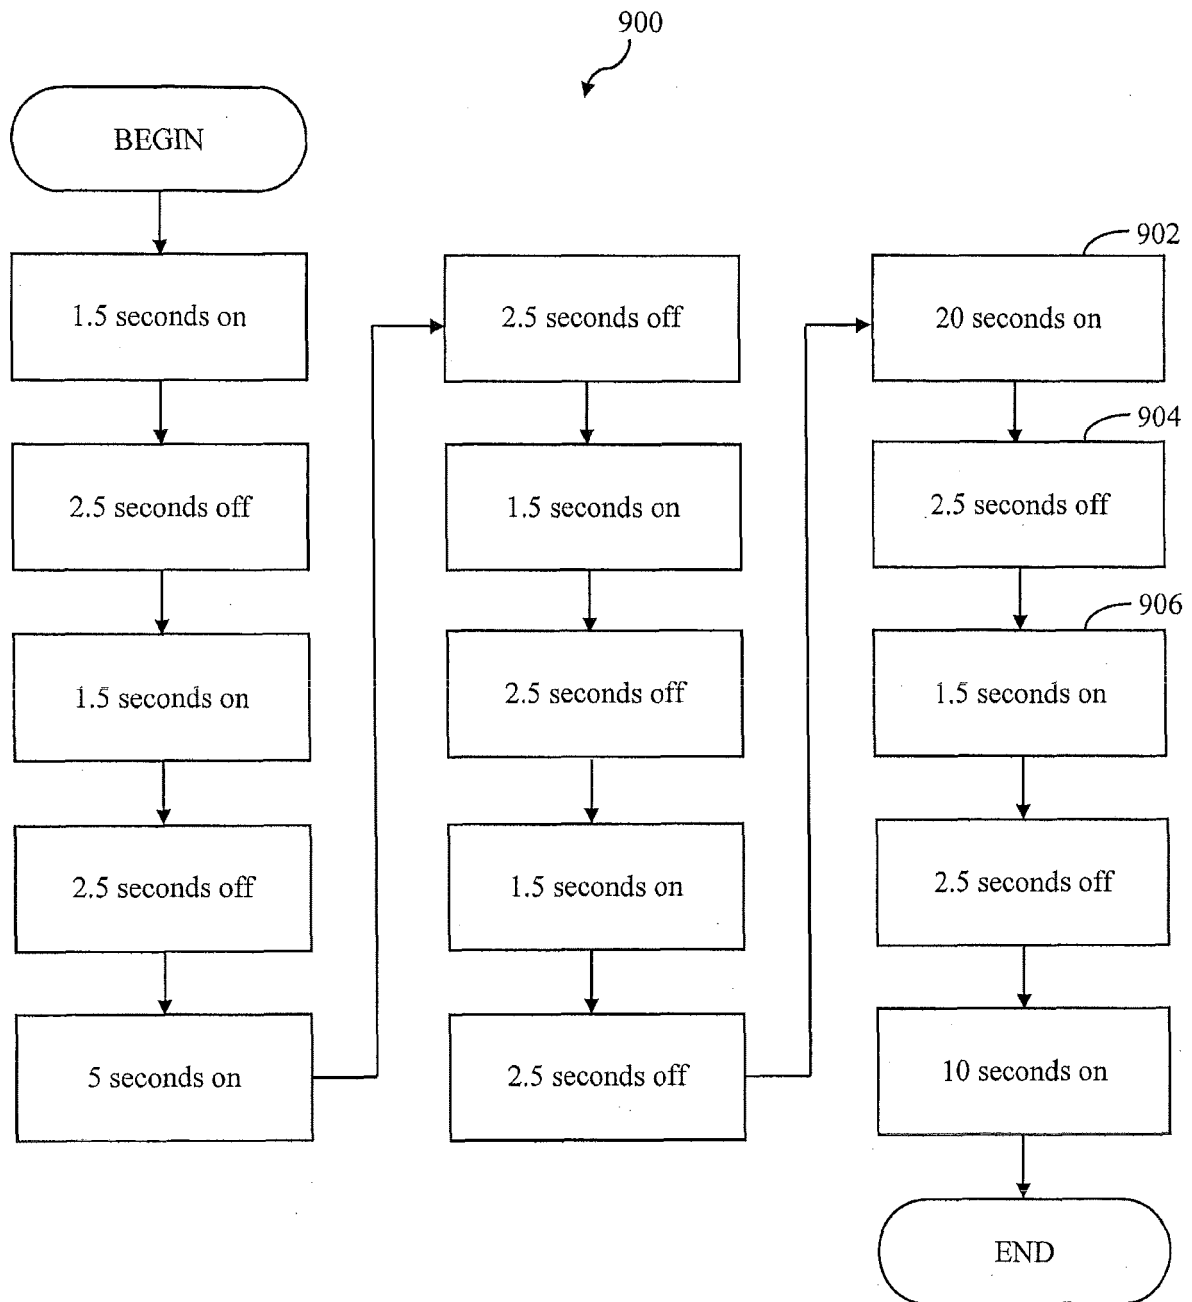 900
BEGIN
1.5 seconds on
2.5 seconds off
1.5 seconds on
2.5 seconds off
5 seconds on
2.5 seconds off
1.5 seconds on
2.5 seconds off
1.5 seconds on
2.5 seconds off
902
20 seconds on
904
2.5 seconds off
906
1.5 seconds on
2.5 seconds off
10 seconds on
END